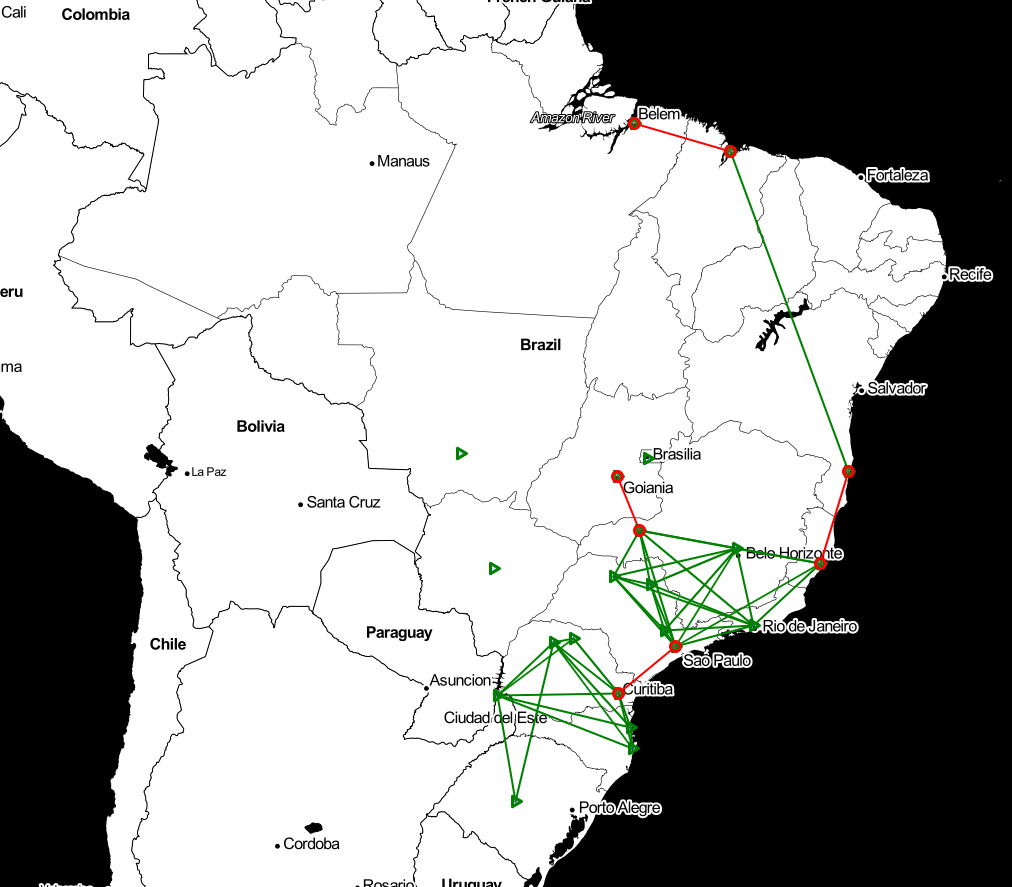 French Guiana
Cali
Colombia
Amazon River
Belem
Manaus
Fortaleza
Recife
eru
Brazil
ima
Salvador
Bolivia
Brasilia
La Paz
Goiania
Santa Cruz
Belo Horizonte
Rio de Janeiro
Paraguay
Chile
Sao Paulo
Asuncion
Curitiba
Ciudad del Este
Porto Alegre
Cordoba
Rosario
Uruguay